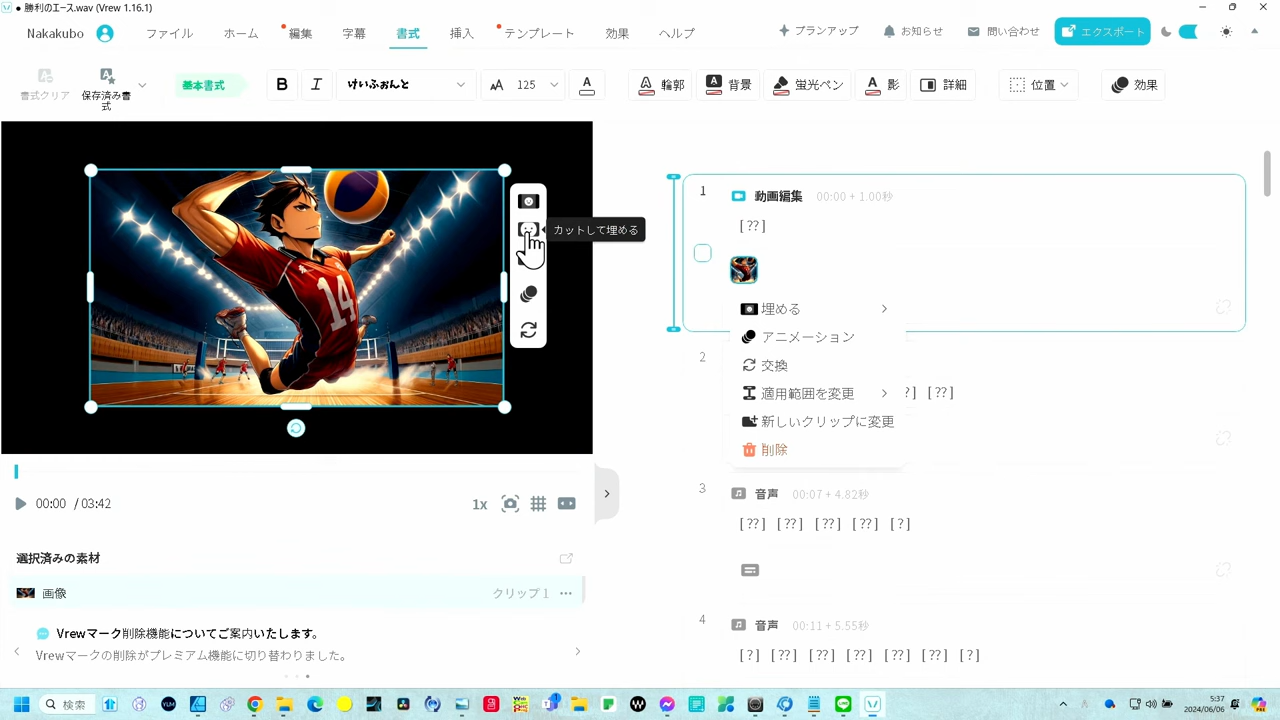 ● 勝利のエース.wav (Vrew 1.16.1)
Nakakubo ファイル ホーム 編集 字幕 書式 挿入 テンプレート 効果 ヘルプ プランアップ お知らせ 問い合わせ エクスポート
書式クリア 保存済み書式 基本書式 B I けいふぉんと 125 輪郭 背景 蛍光ペン 影 詳細 位置 効果
14
カットして埋める
1 動画編集 00:00 + 1.00秒
[ ?? ]
埋める
アニメーション
交換
適用範囲を変更
新しいクリップに変更
削除
2
?] [ ?? ]
3 音声 00:07 + 4.82秒
[ ?? ] [ ?? ] [ ?? ] [ ?? ] [ ? ]
4 音声 00:11 + 5.55秒
[ ? ] [ ?? ] [ ?? ] [ ?? ] [ ?? ] [ ?? ] [ ? ]
00:00 / 03:42 1x
選択済みの素材
画像 クリップ 1 ···
Vrewマーク削除機能についてご案内いたします。
Vrewマークの削除がプレミアム機能に切り替わりました。
検索
YLM
5:37
2024/06/06